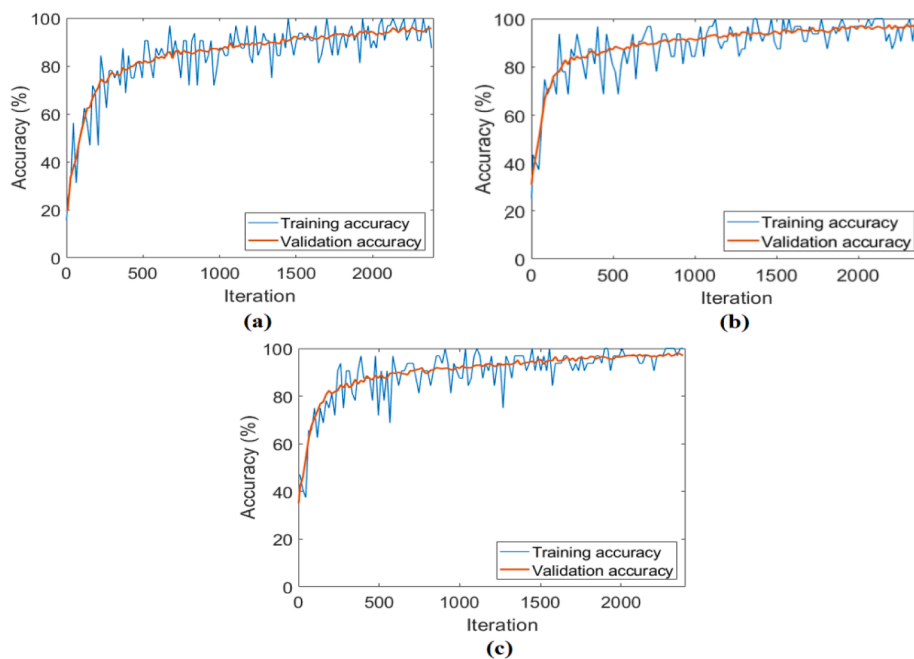 100
80
60
40
20
0
Accuracy (%)
Training accuracy
Validation accuracy
0 500 1000 1500 2000
Iteration
(a)
100
80
60
40
20
0
Accuracy (%)
Training accuracy
Validation accuracy
0 500 1000 1500 2000
Iteration
(b)
100
80
60
40
20
0
Accuracy (%)
Training accuracy
Validation accuracy
0 500 1000 1500 2000
Iteration
(c)